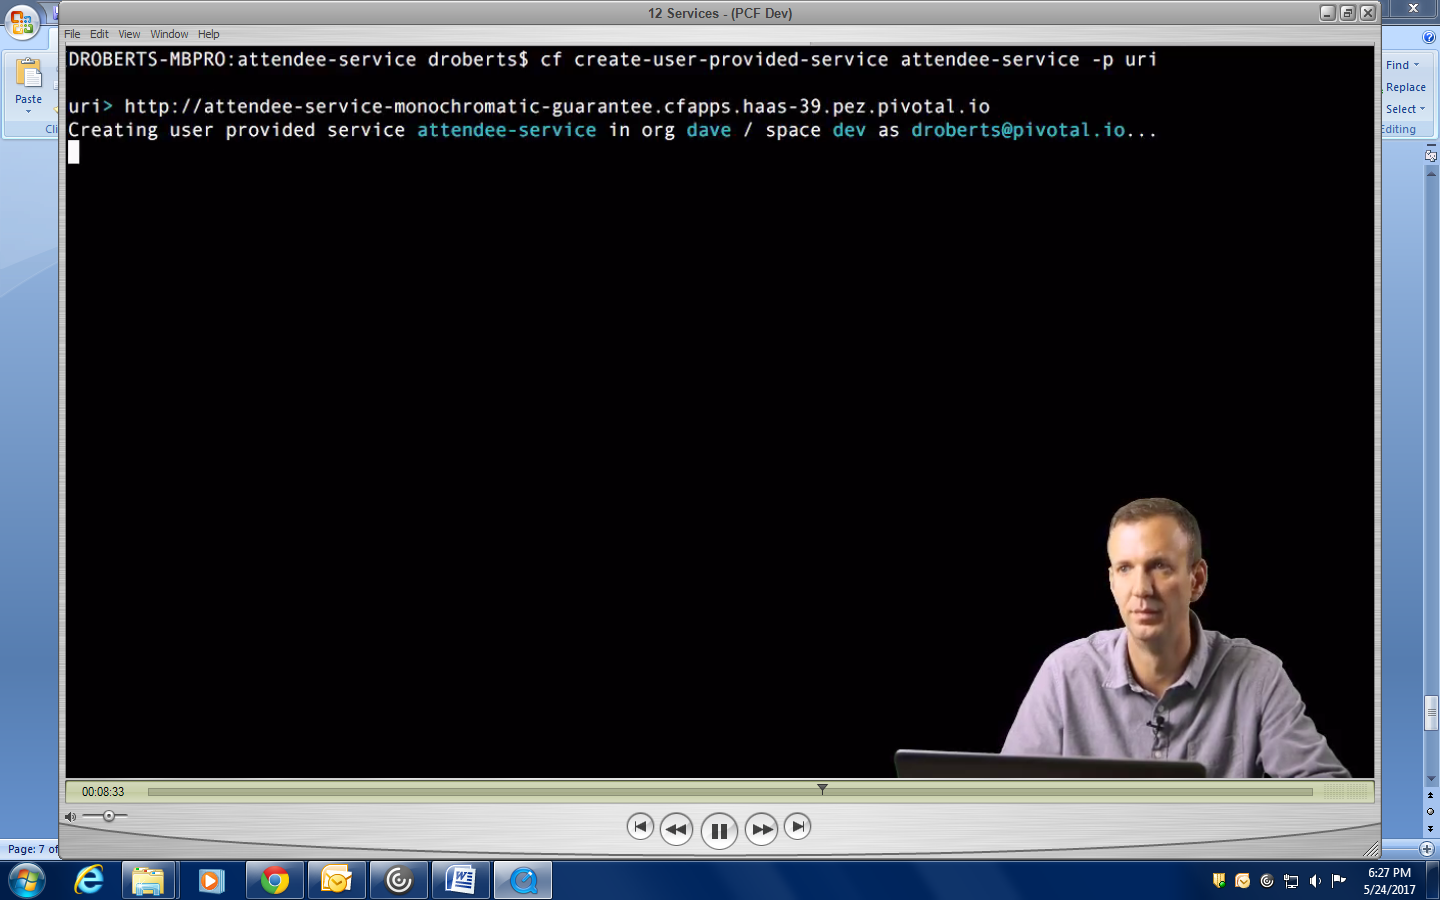 12 Services - (PCF Dev)
File Edit View Window Help
DROBERTS-MBPRO:attendee-service droberts$ cf create-user-provided-service attendee-service -p uri
uri> http://attendee-service-monochromatic-guarantee.cfapps.haas-39.pez.pivotal.io
Creating user provided service attendee-service in org dave / space dev as droberts@pivotal.io...
Paste
Find
Replace
Select
Editing
00:08:33
Page: 7 of
6:27 PM
5/24/2017